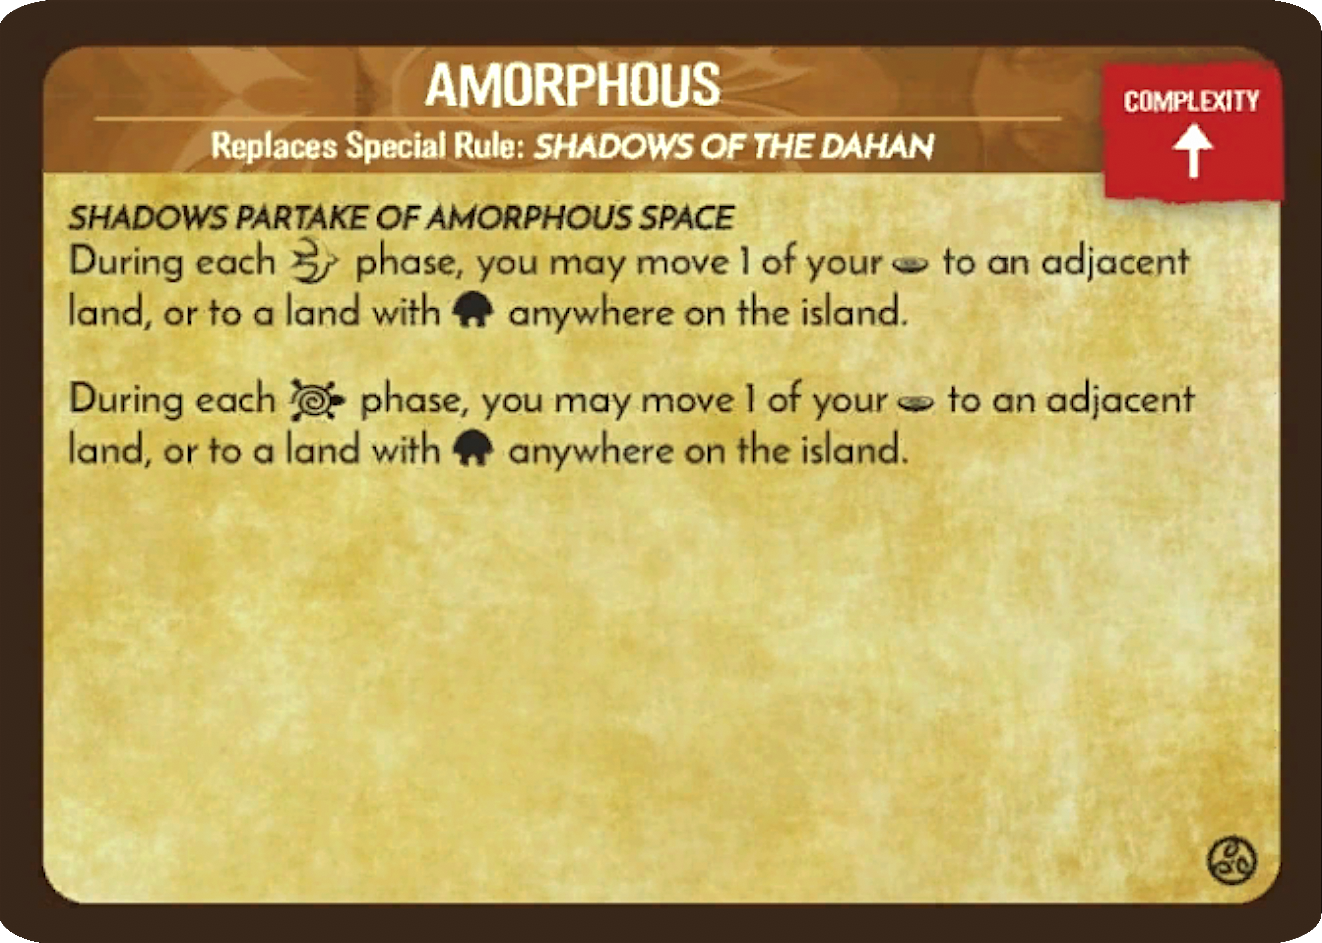 AMORPHOUS
Replaces Special Rule: SHADOWS OF THE DAHAN
COMPLEXITY
SHADOWS PARTAKE OF AMORPHOUS SPACE
During each phase, you may move 1 of your to an adjacent
land, or to a land with anywhere on the island.
During each phase, you may move 1 of your to an adjacent
land, or to a land with anywhere on the island.